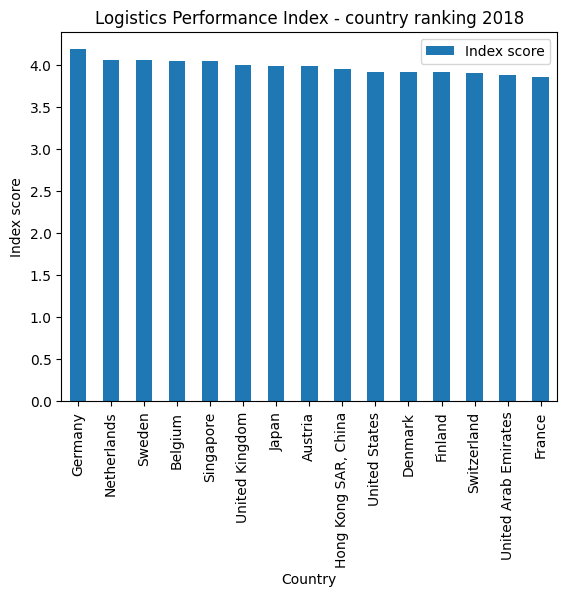 Logistics Performance Index - country ranking 2018
Index score
Index score
4.0
3.5
3.0
2.5
2.0
1.5
1.0
0.5
0.0
Germany
Netherlands
Sweden
Belgium
Singapore
United Kingdom
Japan
Austria
Hong Kong SAR, China
United States
Denmark
Finland
Switzerland
United Arab Emirates
France
Country